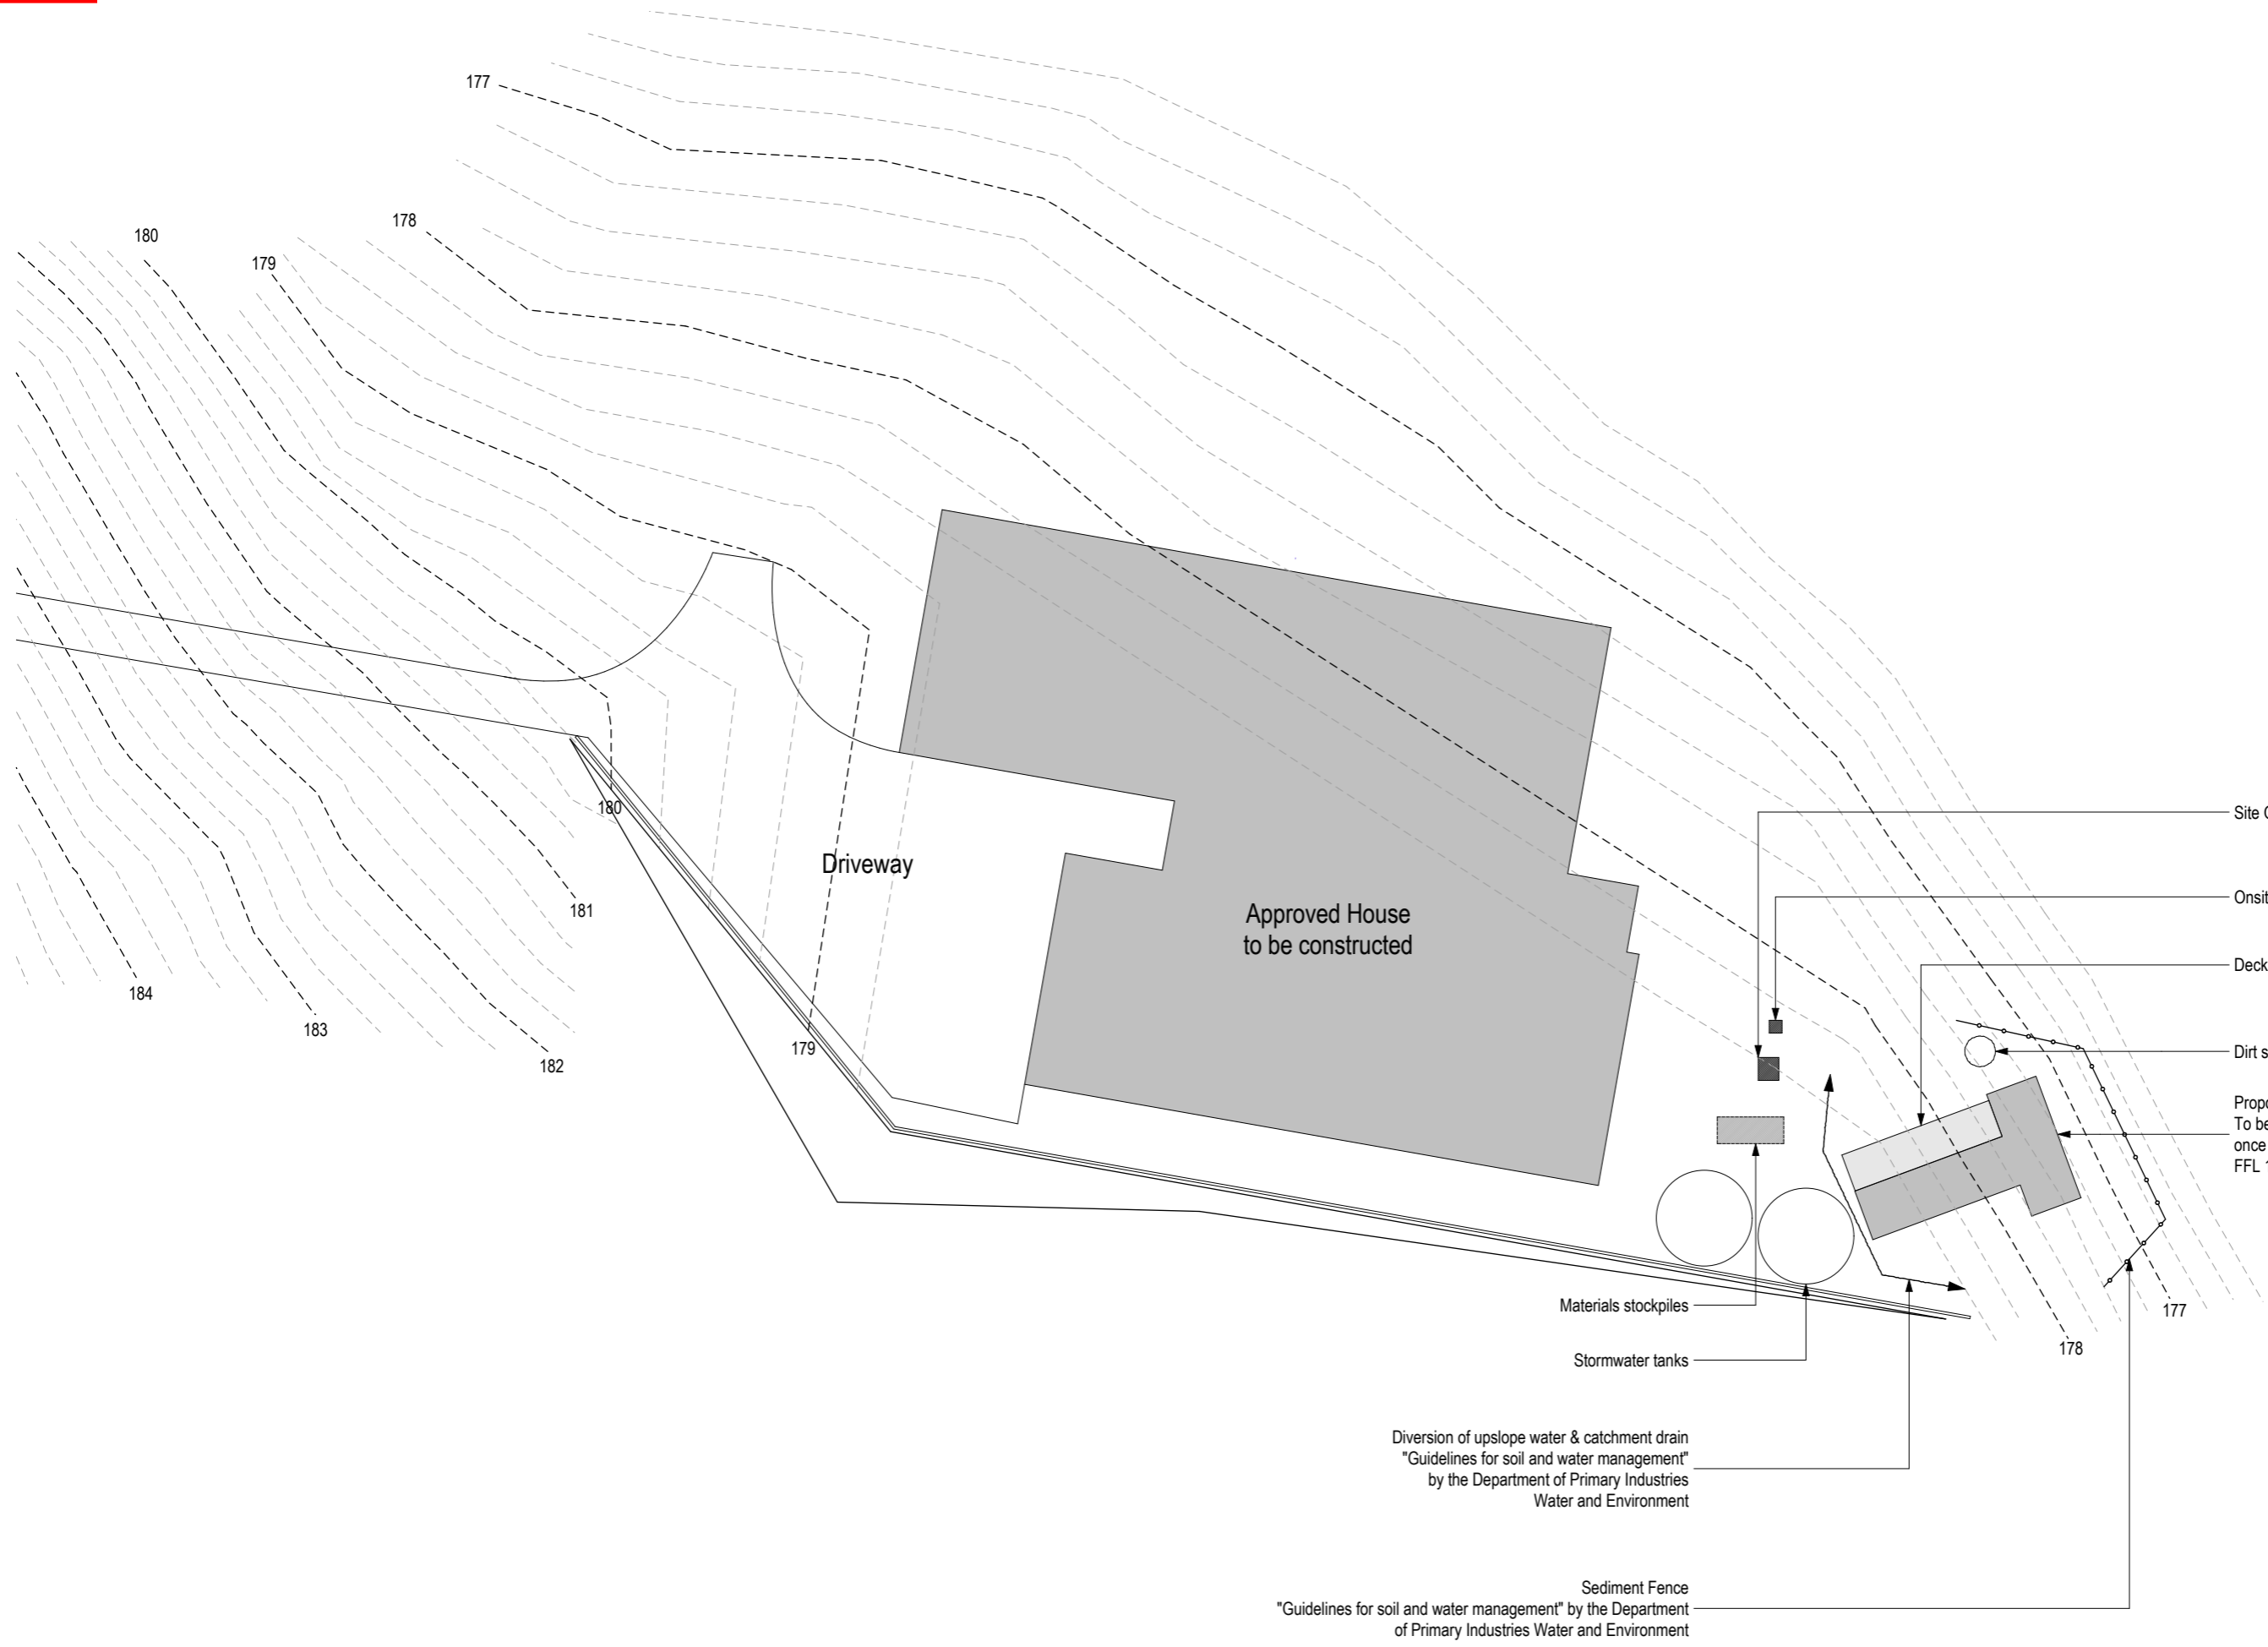 177
178
180
179
180
Driveway
Approved House
to be constructed
181
184
183
182
179
177
178
Site
Deck
Dirt
To be
once
FFL
Materials stockpiles
Stormwater tanks
Diversion of upslope water & catchment drain
"Guidelines for soil and water management"
by the Department of Primary Industries
Water and Environment
Sediment Fence
"Guidelines for soil and water management" by the Department
of Primary Industries Water and Environment